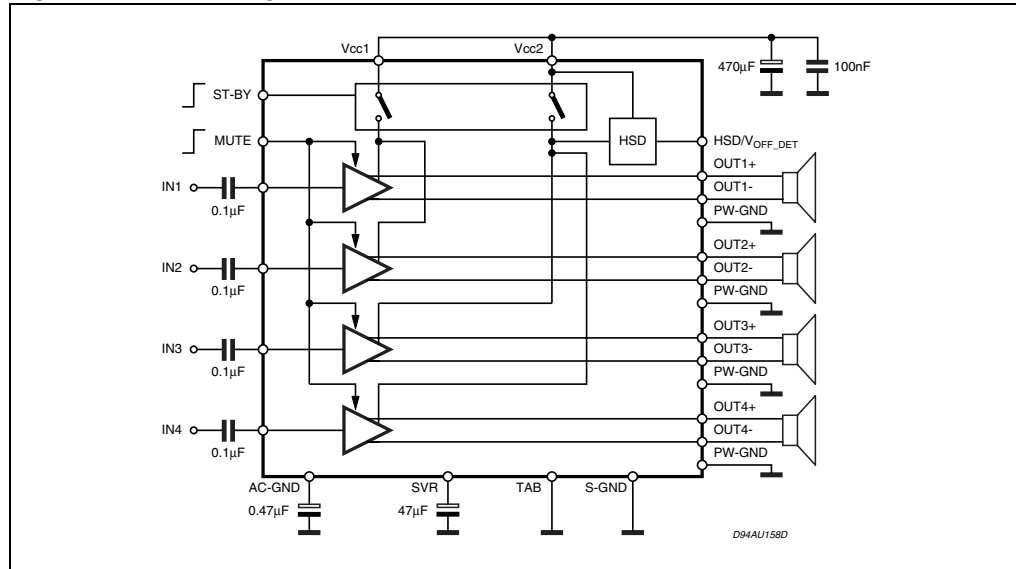 Vcc1
Vcc2
470µF
100nF
ST-BY
MUTE
HSD
HSD/VOFF_DET
OUT1+
IN1
OUT1-
0.1µF
PW-GND
OUT2+
IN2
OUT2-
0.1µF
PW-GND
OUT3+
IN3
OUT3-
0.1µF
PW-GND
OUT4+
IN4
OUT4-
0.1µF
PW-GND
AC-GND
SVR
TAB
S-GND
0.47µF
47µF
D94AU158D